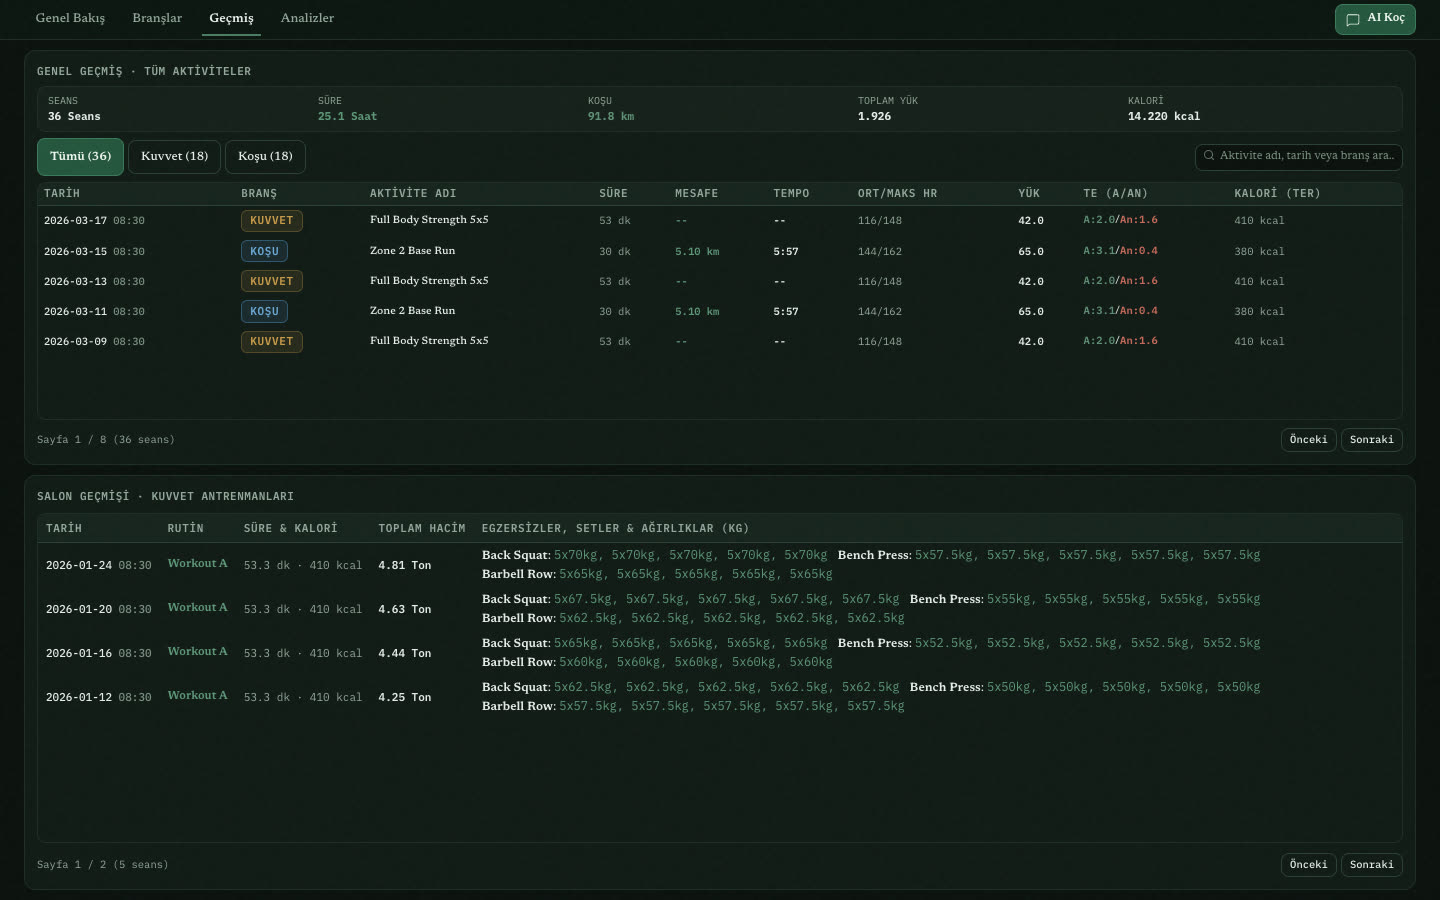 Genel Bakış Branşlar Geçmiş Analizler AI Koç
GENEL GEÇMİŞ · TÜM AKTİVİTELER
SEANS SÜRE KOŞU TOPLAM YÜK KALORİ
36 Seans 25.1 Saat 91.8 km 1.926 14.220 kcal
Tümü (36) Kuvvet (18) Koşu (18) Aktivite adı, tarih veya branş ara..
TARİH BRANŞ AKTİVİTE ADI SÜRE MESAFE TEMPO ORT/MAKS HR YÜK TE (A/AN) KALORİ (TER)
2026-03-17 08:30 KUVVET Full Body Strength 5x5 53 dk -- -- 116/148 42.0 A:2.0/An:1.6 410 kcal
2026-03-15 08:30 KOŞU Zone 2 Base Run 30 dk 5.10 km 5:57 144/162 65.0 A:3.1/An:0.4 380 kcal
2026-03-13 08:30 KUVVET Full Body Strength 5x5 53 dk -- -- 116/148 42.0 A:2.0/An:1.6 410 kcal
2026-03-11 08:30 KOŞU Zone 2 Base Run 30 dk 5.10 km 5:57 144/162 65.0 A:3.1/An:0.4 380 kcal
2026-03-09 08:30 KUVVET Full Body Strength 5x5 53 dk -- -- 116/148 42.0 A:2.0/An:1.6 410 kcal
Sayfa 1 / 8 (36 seans) Önceki Sonraki
SALON GEÇMİŞİ · KUVVET ANTRENMANLARI
TARİH RUTİN SÜRE & KALORİ TOPLAM HACİM EGZERSİZLER, SETLER & AĞIRLIKLAR (KG)
2026-01-24 08:30 Workout A 53.3 dk · 410 kcal 4.81 Ton Back Squat: 5x70kg, 5x70kg, 5x70kg, 5x70kg, 5x70kg Bench Press: 5x57.5kg, 5x57.5kg, 5x57.5kg, 5x57.5kg, 5x57.5kg
Barbell Row: 5x65kg, 5x65kg, 5x65kg, 5x65kg, 5x65kg
2026-01-20 08:30 Workout A 53.3 dk · 410 kcal 4.63 Ton Back Squat: 5x67.5kg, 5x67.5kg, 5x67.5kg, 5x67.5kg, 5x67.5kg Bench Press: 5x55kg, 5x55kg, 5x55kg, 5x55kg, 5x55kg
Barbell Row: 5x62.5kg, 5x62.5kg, 5x62.5kg, 5x62.5kg, 5x62.5kg
2026-01-16 08:30 Workout A 53.3 dk · 410 kcal 4.44 Ton Back Squat: 5x65kg, 5x65kg, 5x65kg, 5x65kg, 5x65kg Bench Press: 5x52.5kg, 5x52.5kg, 5x52.5kg, 5x52.5kg, 5x52.5kg
Barbell Row: 5x60kg, 5x60kg, 5x60kg, 5x60kg, 5x60kg
2026-01-12 08:30 Workout A 53.3 dk · 410 kcal 4.25 Ton Back Squat: 5x62.5kg, 5x62.5kg, 5x62.5kg, 5x62.5kg, 5x62.5kg Bench Press: 5x50kg, 5x50kg, 5x50kg, 5x50kg, 5x50kg
Barbell Row: 5x57.5kg, 5x57.5kg, 5x57.5kg, 5x57.5kg, 5x57.5kg
Sayfa 1 / 2 (5 seans) Önceki Sonraki